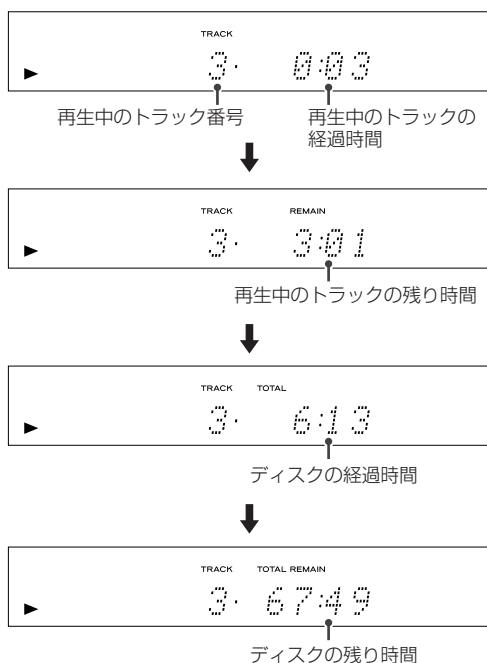 TRACK
3. 0:03
再生中のトラック番号
再生中のトラックの
経過時間
TRACK REMAIN
3. 3:01
再生中のトラックの残り時間
TRACK TOTAL
3. 6:13
ディスクの経過時間
TRACK TOTAL REMAIN
3. 67:49
ディスクの残り時間